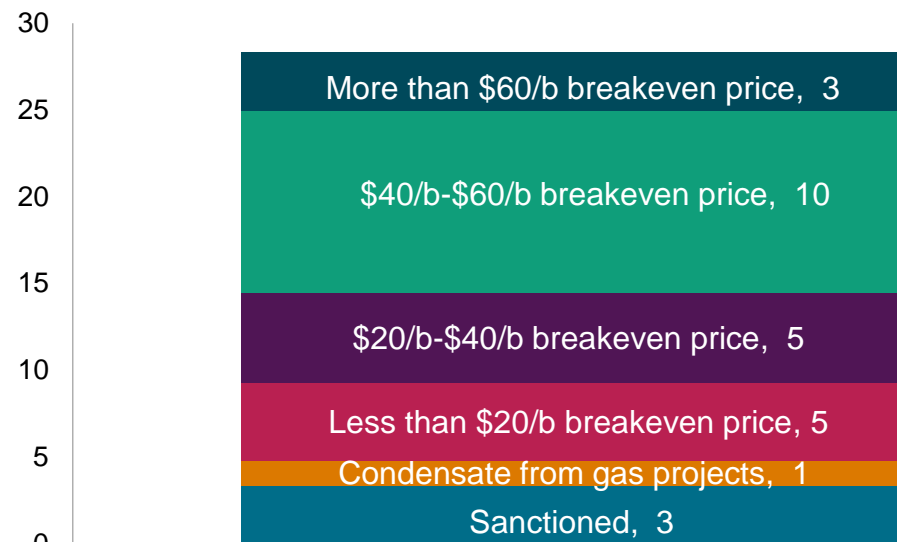 30
More than $60/b breakeven price,  3
25
20
$40/b-$60/b breakeven price,  10
15
$20/b-$40/b breakeven price,  5
10
Less than $20/b breakeven price, 5
5
Condensate from gas projects,  1
Sanctioned,  3
0